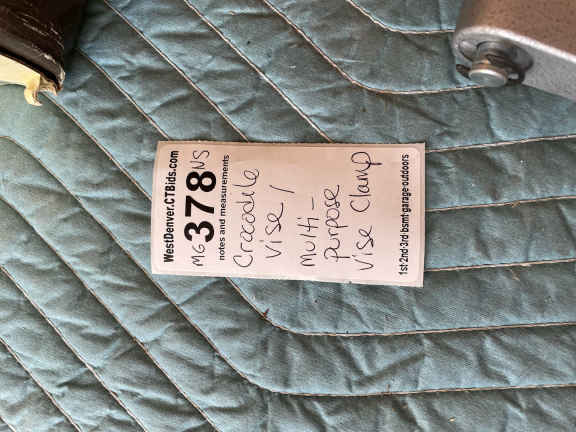 WestDenver.CTBids.com
MG 378 NS
notes and measurements
Crocodile
Vise /
Multi-
purpose
Vise Clamp
1st·2nd·3rd·bsmt·garage·outdoors